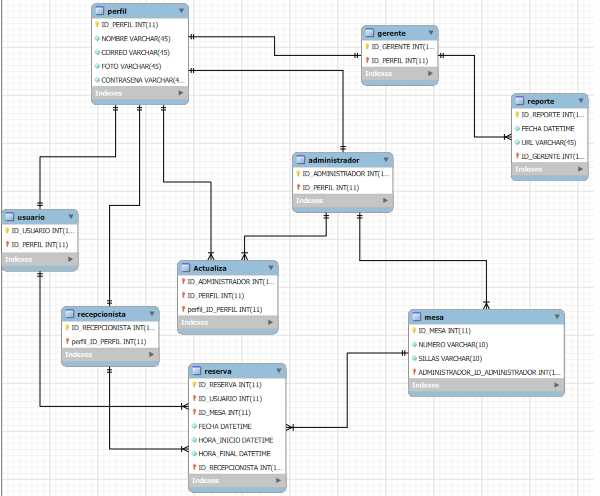 perfil
ID_PERFIL INT(11)
NOMBRE VARCHAR(45)
CORREO VARCHAR(45)
FOTO VARCHAR(45)
CONTRASENA VARCHAR(4...
Indexes
gerente
ID_GERENTE INT(1...
ID_PERFIL INT(11)
Indexes
reporte
ID_REPORTE INT(1...
FECHA DATETIME
URL VARCHAR(45)
ID_GERENTE INT(1...
Indexes
administrador
ID_ADMINISTRADOR INT(1...
ID_PERFIL INT(11)
Indexes
usuario
ID_USUARIO INT(1...
ID_PERFIL INT(11)
Indexes
Actualiza
ID_ADMINISTRADOR INT(11)
ID_PERFIL INT(11)
perfil_ID_PERFIL INT(11)
Indexes
recepcionista
ID_RECEPCIONISTA INT(1...
perfil_ID_PERFIL INT(11)
Indexes
mesa
ID_MESA INT(11)
NUMERO VARCHAR(10)
SILLAS VARCHAR(10)
ADMINISTRADOR_ID_ADMINISTRADOR INT(1...
Indexes
reserva
ID_RESERVA INT(11)
ID_USUARIO INT(11)
ID_MESA INT(11)
FECHA DATETIME
HORA_INICIO DATETIME
HORA_FINAL DATETIME
ID_RECEPCIONISTA INT(1...
Indexes